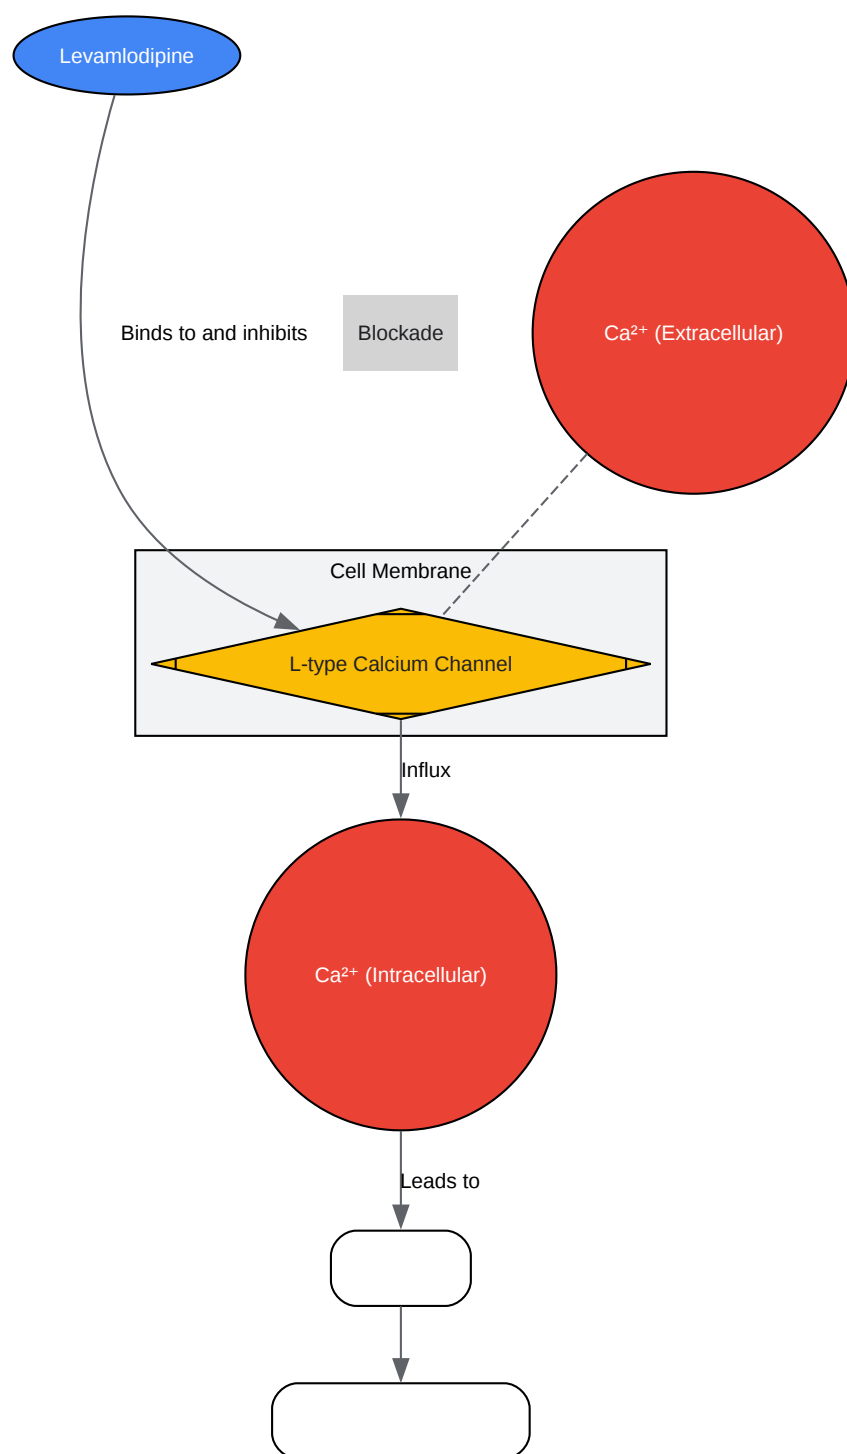 Levamlodipine
Binds to and inhibits
Blockade
Ca²⁺ (Extracellular)
Cell Membrane
L-type Calcium Channel
Influx
Ca²⁺ (Intracellular)
Leads to